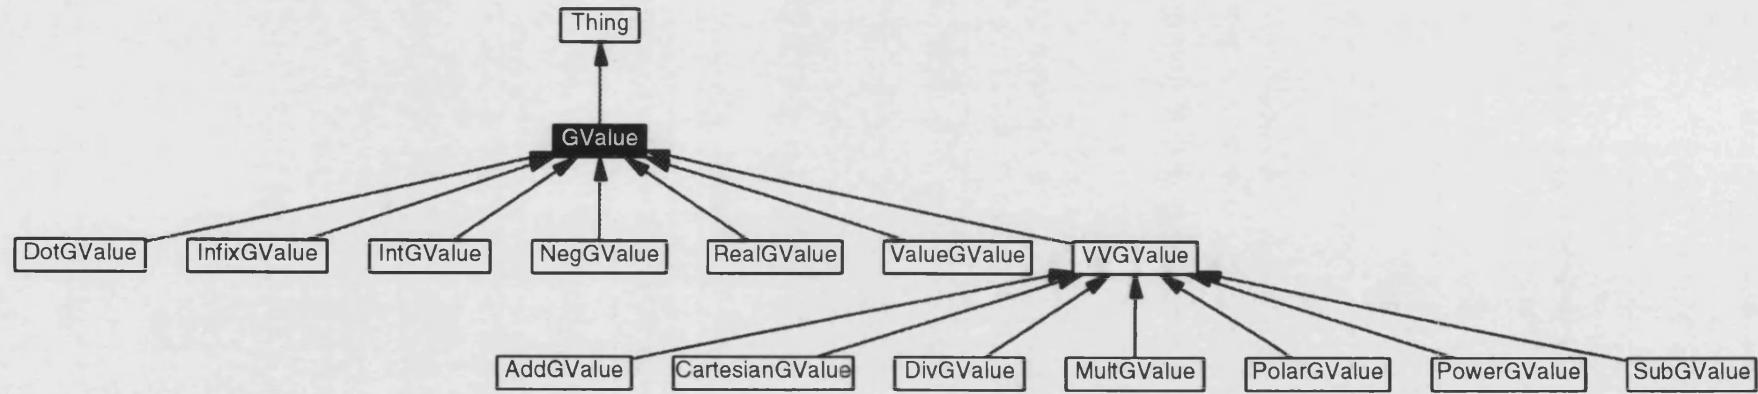 Thing
GValue
DotGValue InfixGValue IntGValue NegGValue RealGValue ValueGValue VVGValue
AddGValue CartesianGValue DivGValue MultGValue PolarGValue PowerGValue SubGValue